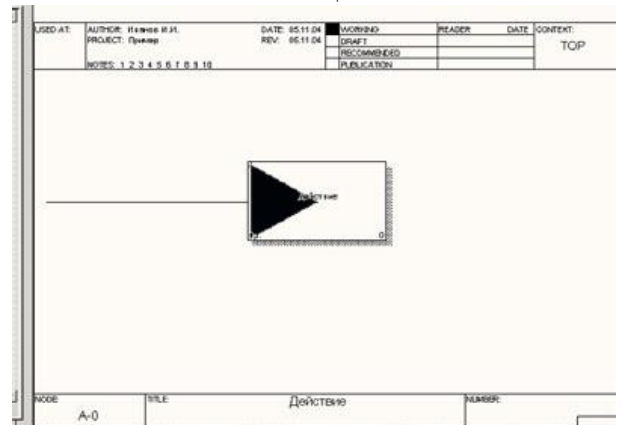 USED AT:
AUTHOR: Иванов И.И.
DATE: 05.11.04
WORKING
READER
DATE
CONTEXT:
PROJECT: Пример
REV: 05.11.04
DRAFT
TOP
RECOMMENDED
NOTES: 1 2 3 4 5 6 7 8 9 10
PUBLICATION
Действие
0
NODE:
TITLE:
Действие
NUMBER:
A-0